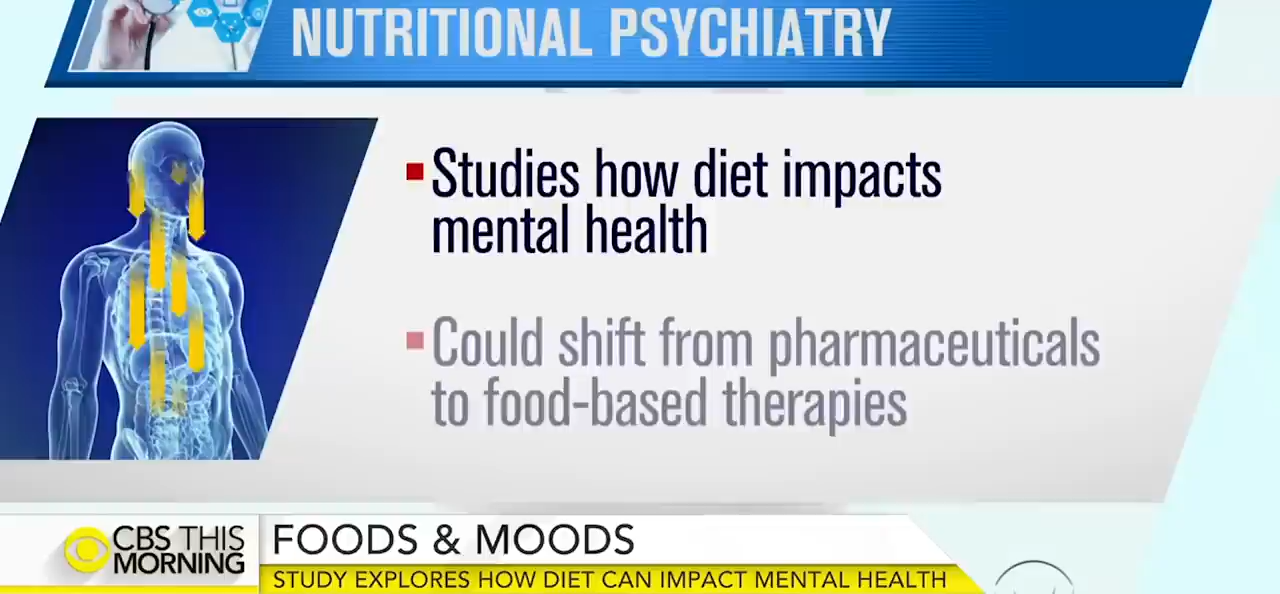 NUTRITIONAL PSYCHIATRY
Studies how diet impacts
mental health
Could shift from pharmaceuticals
to food-based therapies
CBS THIS
MORNING
FOODS & MOODS
STUDY EXPLORES HOW DIET CAN IMPACT MENTAL HEALTH